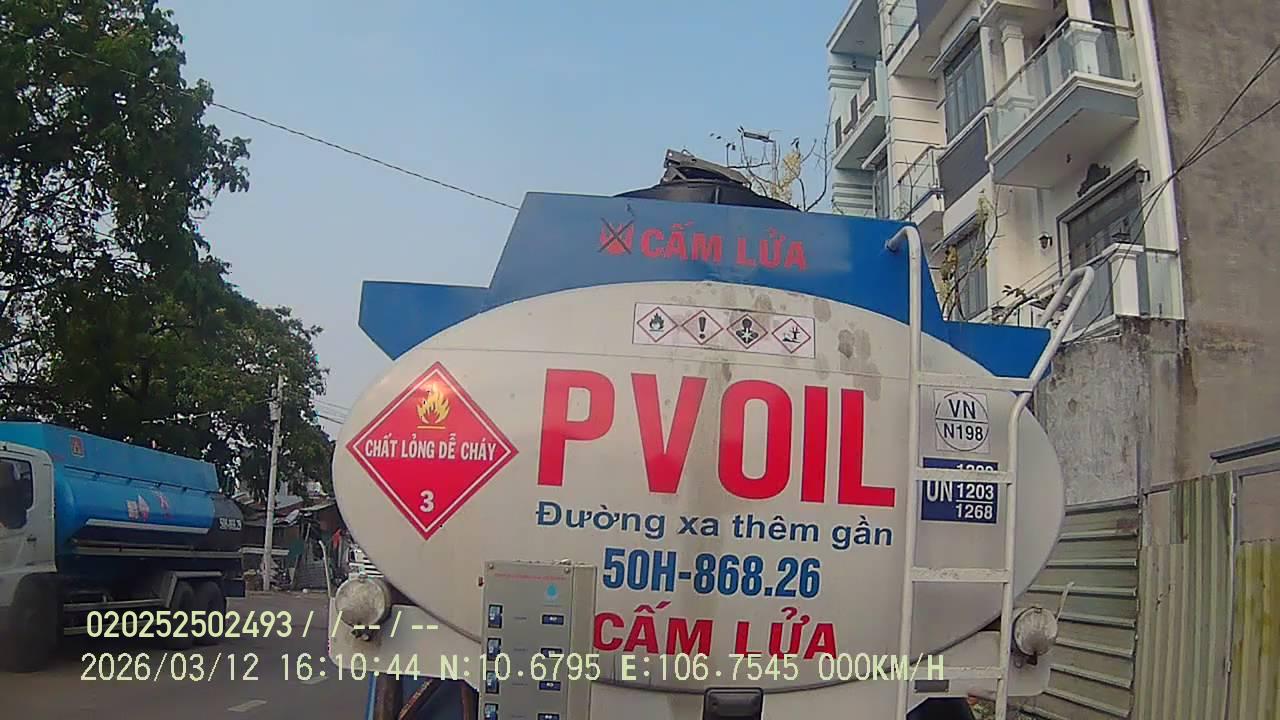 CẤM LỬA
CHẤT LỎNG DỄ CHÁY
3
PVOIL
VN
N198
UN 1203
1268
Đường xa thêm gần
50H-868.26
CẤM LỬA
020252502493 / / -- / --
2026/03/12 16:10:44 N:10.6795 E:106.7545 000KM/H